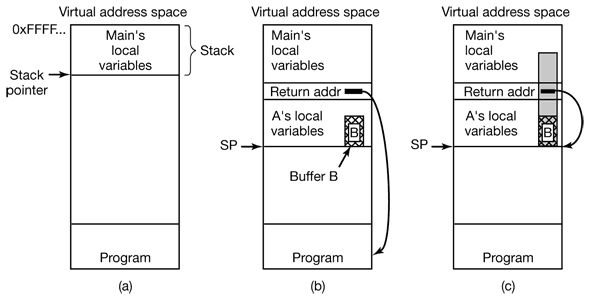 Virtual address space
0xFFFF...
Main's
local
variables
Stack
Stack
pointer
Program
(a)
Virtual address space
Main's
local
variables
Return addr
A's local
variables
B
SP
Buffer B
Program
(b)
Virtual address space
Main's
local
variables
Return addr
A's local
variables
B
SP
Program
(c)